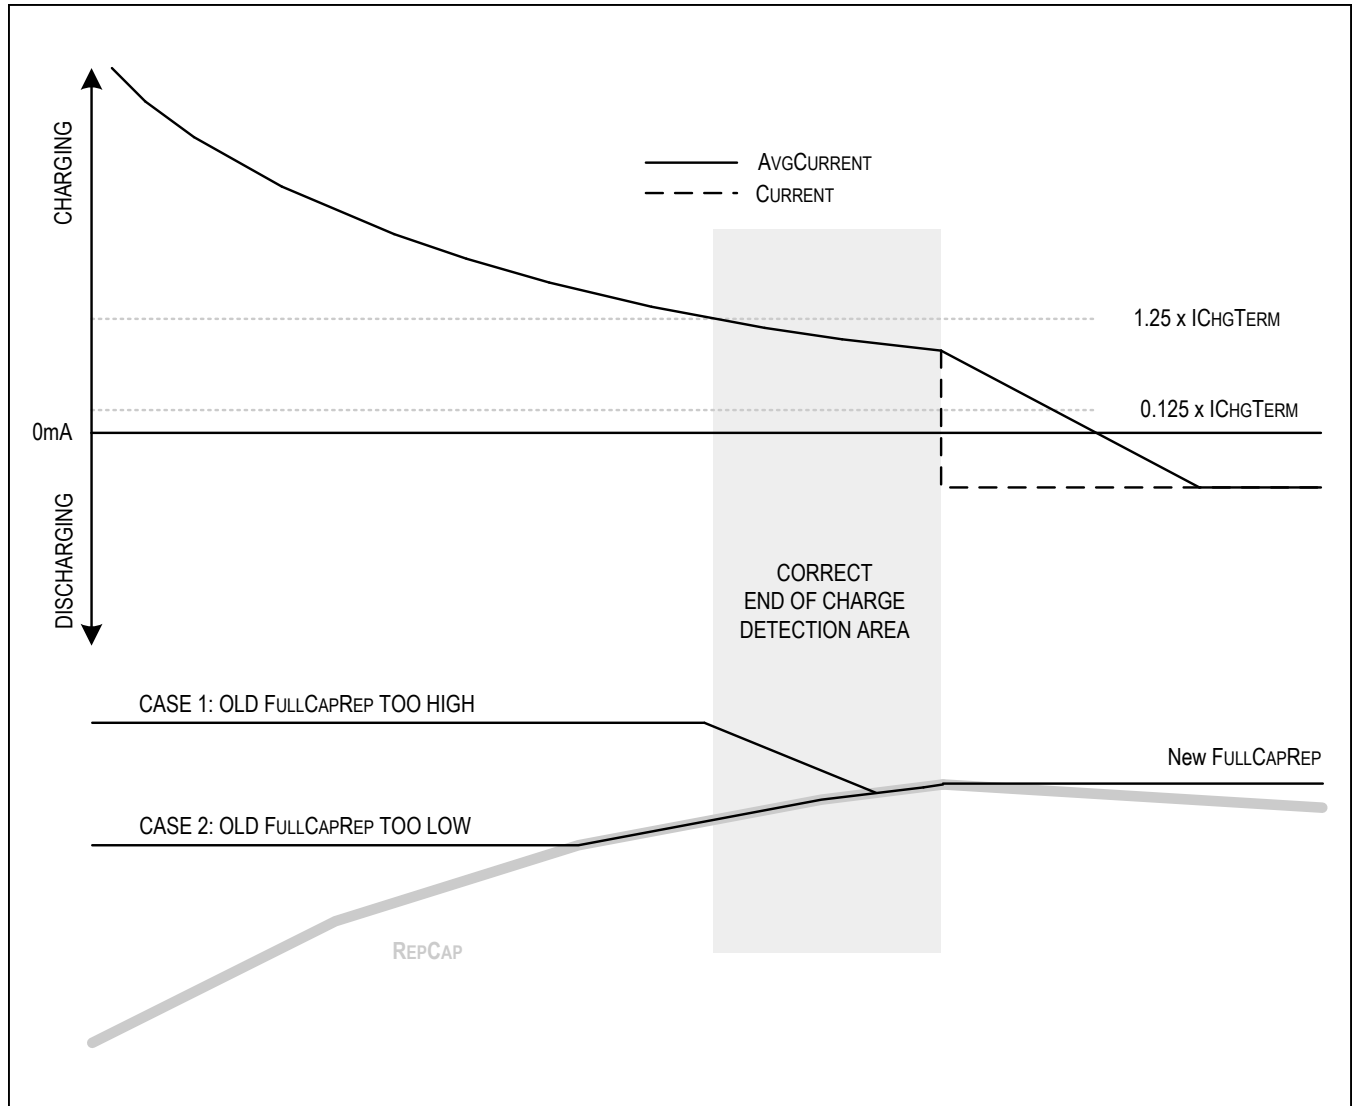 CHARGING
AVGCURRENT
CURRENT
1.25 x ICHGTERM
0.125 x ICHGTERM
0mA
DISCHARGING
CORRECT
END OF CHARGE
DETECTION AREA
CASE 1: OLD FULLCAPREP TOO HIGH
New FULLCAPREP
CASE 2: OLD FULLCAPREP TOO LOW
REPCAP